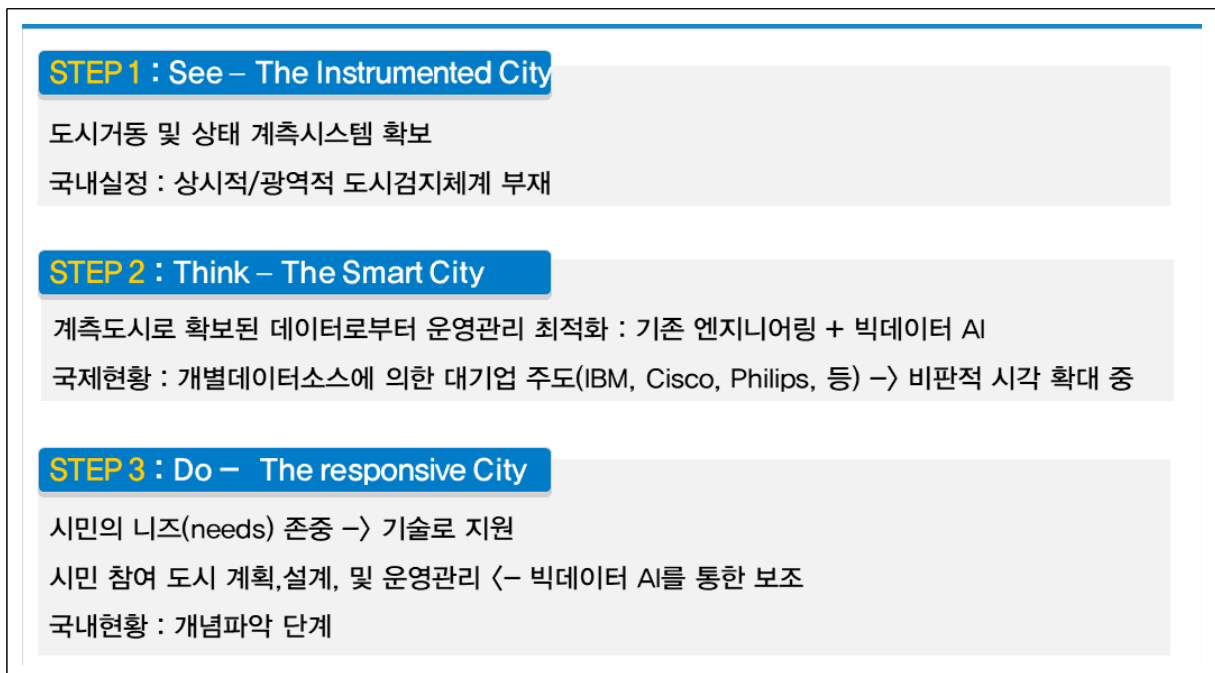 STEP 1 : See – The Instrumented City
도시거동 및 상태 계측시스템 확보
국내실정 : 상시적/광역적 도시검지체계 부재
STEP 2 : Think – The Smart City
계측도시로 확보된 데이터로부터 운영관리 최적화 : 기존 엔지니어링 + 빅데이터 AI
국제현황 : 개별데이터소스에 의한 대기업 주도(IBM, Cisco, Philips, 등) –> 비판적 시각 확대 중
STEP 3 : Do – The responsive City
시민의 니즈(needs) 존중 –> 기술로 지원
시민 참여 도시 계획,설계, 및 운영관리 <– 빅데이터 AI를 통한 보조
국내현황 : 개념파악 단계